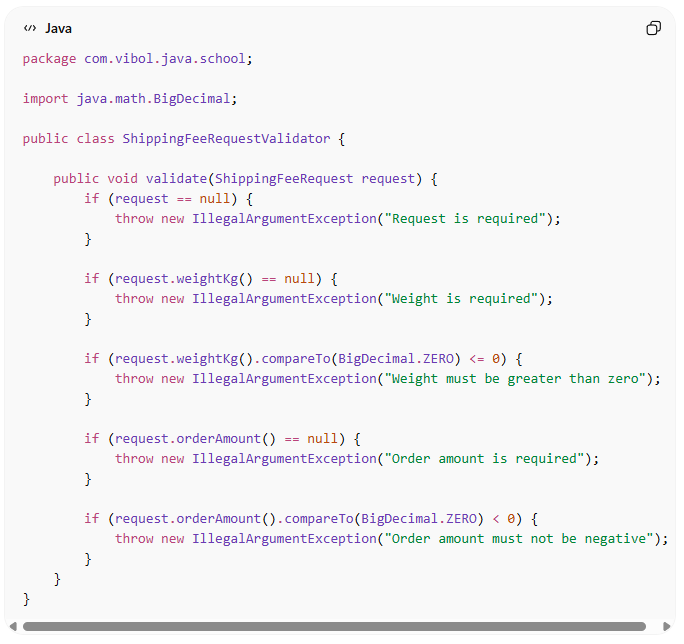 </> Java
package com.vibol.java.school;
import java.math.BigDecimal;
public class ShippingFeeRequestValidator {
    public void validate(ShippingFeeRequest request) {
        if (request == null) {
            throw new IllegalArgumentException("Request is required");
        }
        if (request.weightKg() == null) {
            throw new IllegalArgumentException("Weight is required");
        }
        if (request.weightKg().compareTo(BigDecimal.ZERO) <= 0) {
            throw new IllegalArgumentException("Weight must be greater than zero");
        }
        if (request.orderAmount() == null) {
            throw new IllegalArgumentException("Order amount is required");
        }
        if (request.orderAmount().compareTo(BigDecimal.ZERO) < 0) {
            throw new IllegalArgumentException("Order amount must not be negative");
        }
    }
}